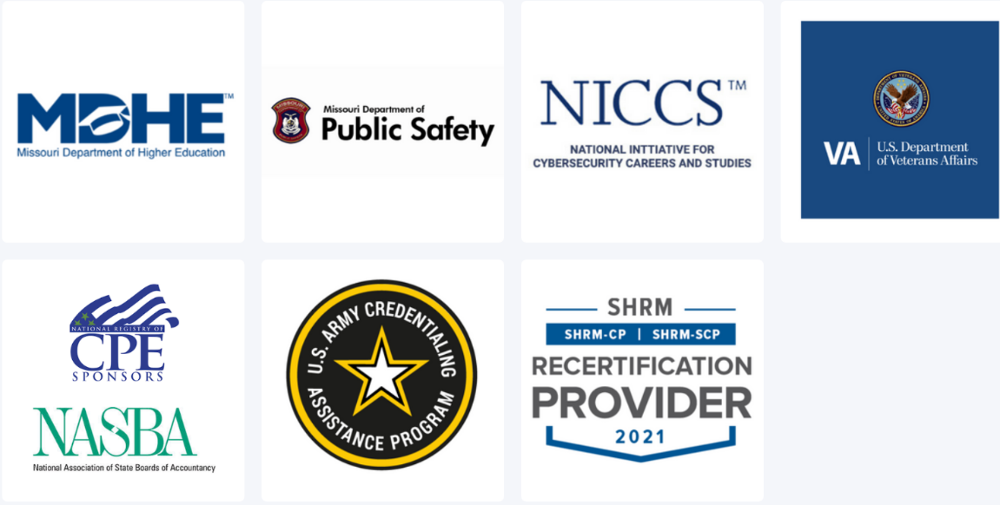 MDHE™
Missouri Department of Higher Education
MISSOURI
Missouri Department of
Public Safety
NICCS™
NATIONAL INTTIATIVE FOR
CYBERSECURITY CAREERS AND STUDIES
VA
U.S. Department
of Veterans Affairs
NATIONAL REGISTRY OF
CPE
SPONSORS
NASBA
National Association of State Boards of Accountancy
U.S. ARMY CREDENTIALING
ASSISTANCE PROGRAM
SHRM
SHRM-CP | SHRM-SCP
RECERTIFICATION
PROVIDER
2021